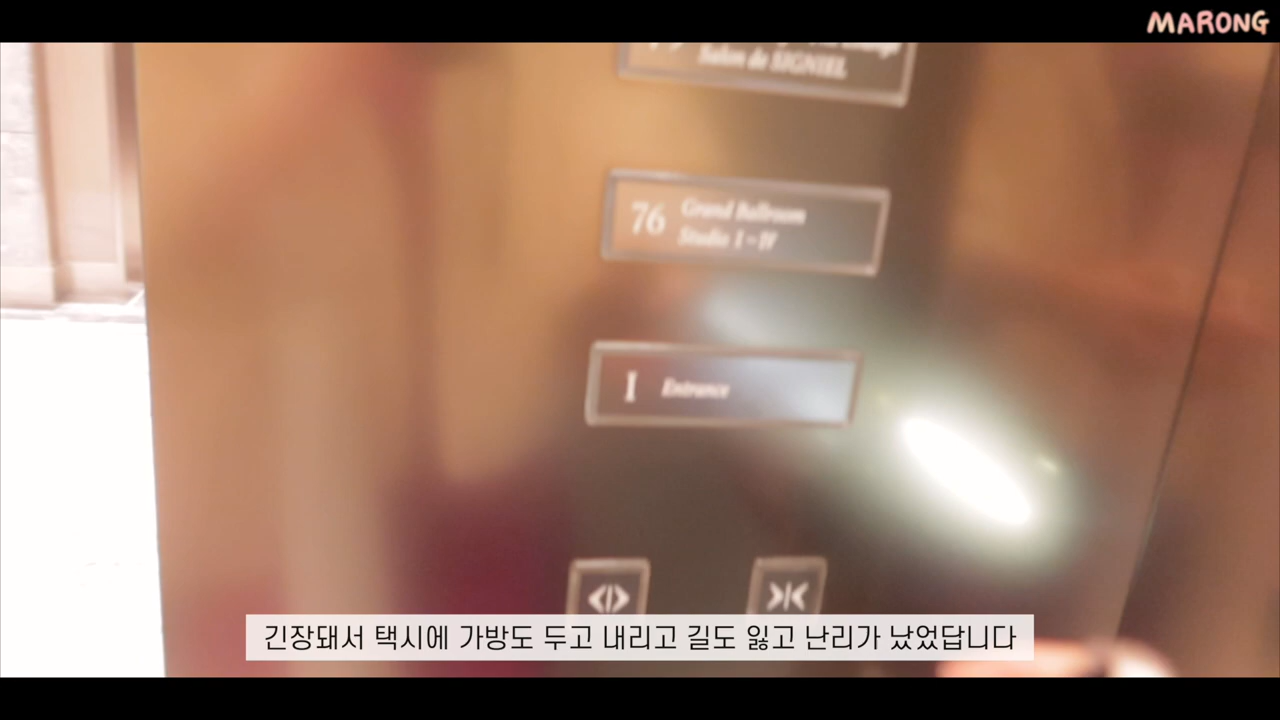 MARONG
Salon de SIGNIEL
76 Grand Ballroom
Studio I - IV
1 Entrance
긴장돼서 택시에 가방도 두고 내리고 길도 잃고 난리가 났었답니다